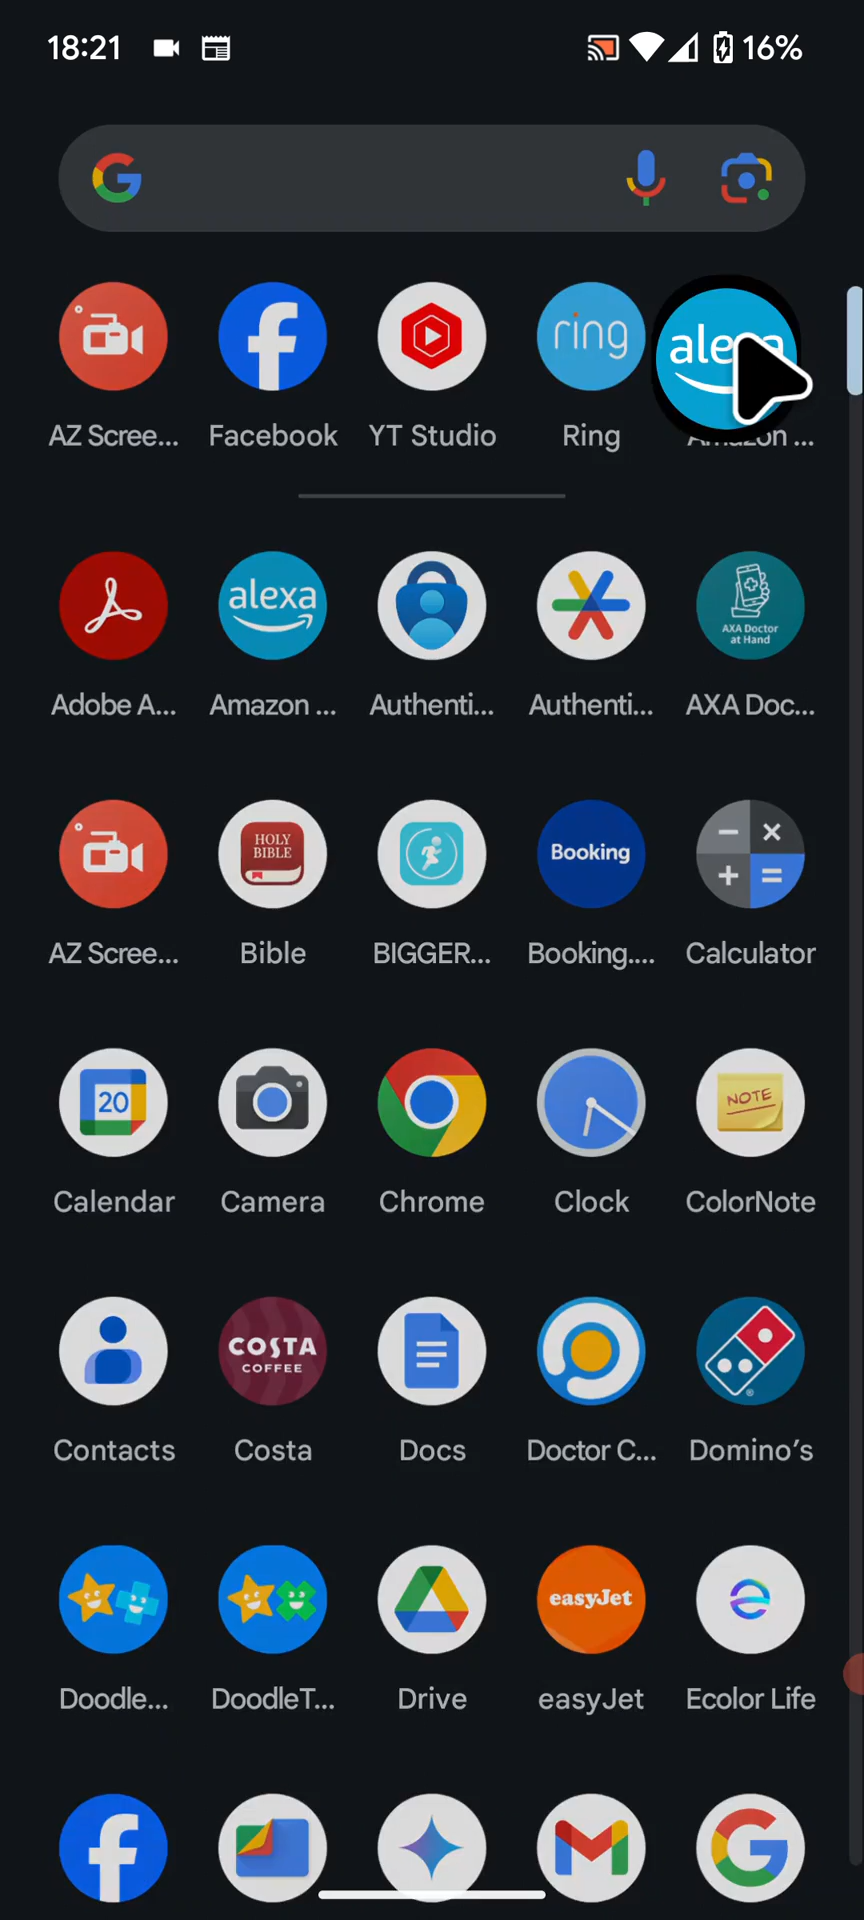 18:21 16%
ring
AZ Scree... Facebook YT Studio Ring Amazon ...
alexa AXA Doctor
at Hand
Adobe A... Amazon ... Authenti... Authenti... AXA Doc...
HOLY
BIBLE
Booking
− ×
+ =
AZ Scree... Bible BIGGER... Booking.... Calculator
20 NOTE
Calendar Camera Chrome Clock ColorNote
COSTA
COFFEE
Contacts Costa Docs Doctor C... Domino's
easyJet
Doodle... DoodleT... Drive easyJet Ecolor Life